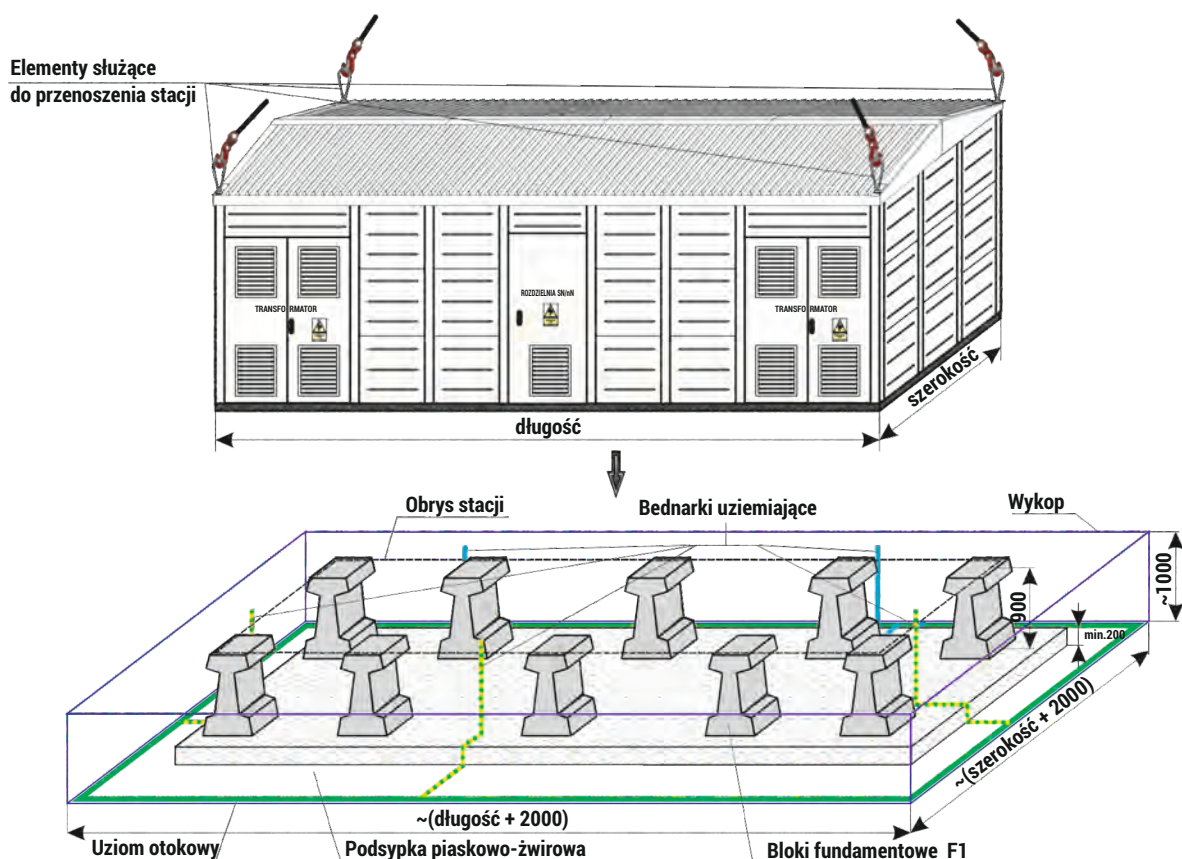 Elementy służące
do przenoszenia stacji
ROZDZIELNIA SN/nN
TRANSFORMATOR
TRANSFORMATOR
szerokość
długość
Obrys stacji
Bednarki uziemiające
Wykop
~1000
900
min.200
~(szerokość + 2000)
~(długość + 2000)
Uziom otokowy
Podsypka piaskowo-żwirowa
Bloki fundamentowe F1